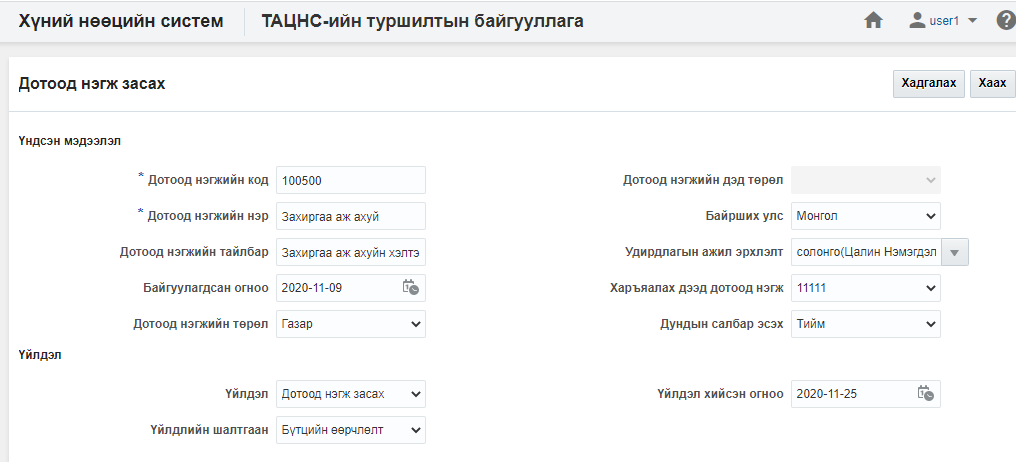 Хүний нөөцийн систем ТАЦНС-ийн туршилтын байгууллага user1 ?
Дотоод нэгж засах Хадгалах Хаах
Үндсэн мэдээлэл
* Дотоод нэгжийн код 100500 Дотоод нэгжийн дэд төрөл
* Дотоод нэгжийн нэр Захиргаа аж ахуй Байрших улс Монгол
Дотоод нэгжийн тайлбар Захиргаа аж ахуйн хэлтэ Удирдлагын ажил эрхлэлт солонго(Цалин Нэмэгдэл
Байгуулагдсан огноо 2020-11-09 Харъяалах дээд дотоод нэгж 11111
Дотоод нэгжийн төрөл Газар Дундын салбар эсэх Тийм
Үйлдэл
Үйлдэл Дотоод нэгж засах Үйлдэл хийсэн огноо 2020-11-25
Үйлдлийн шалтгаан Бүтцийн өөрчлөлт